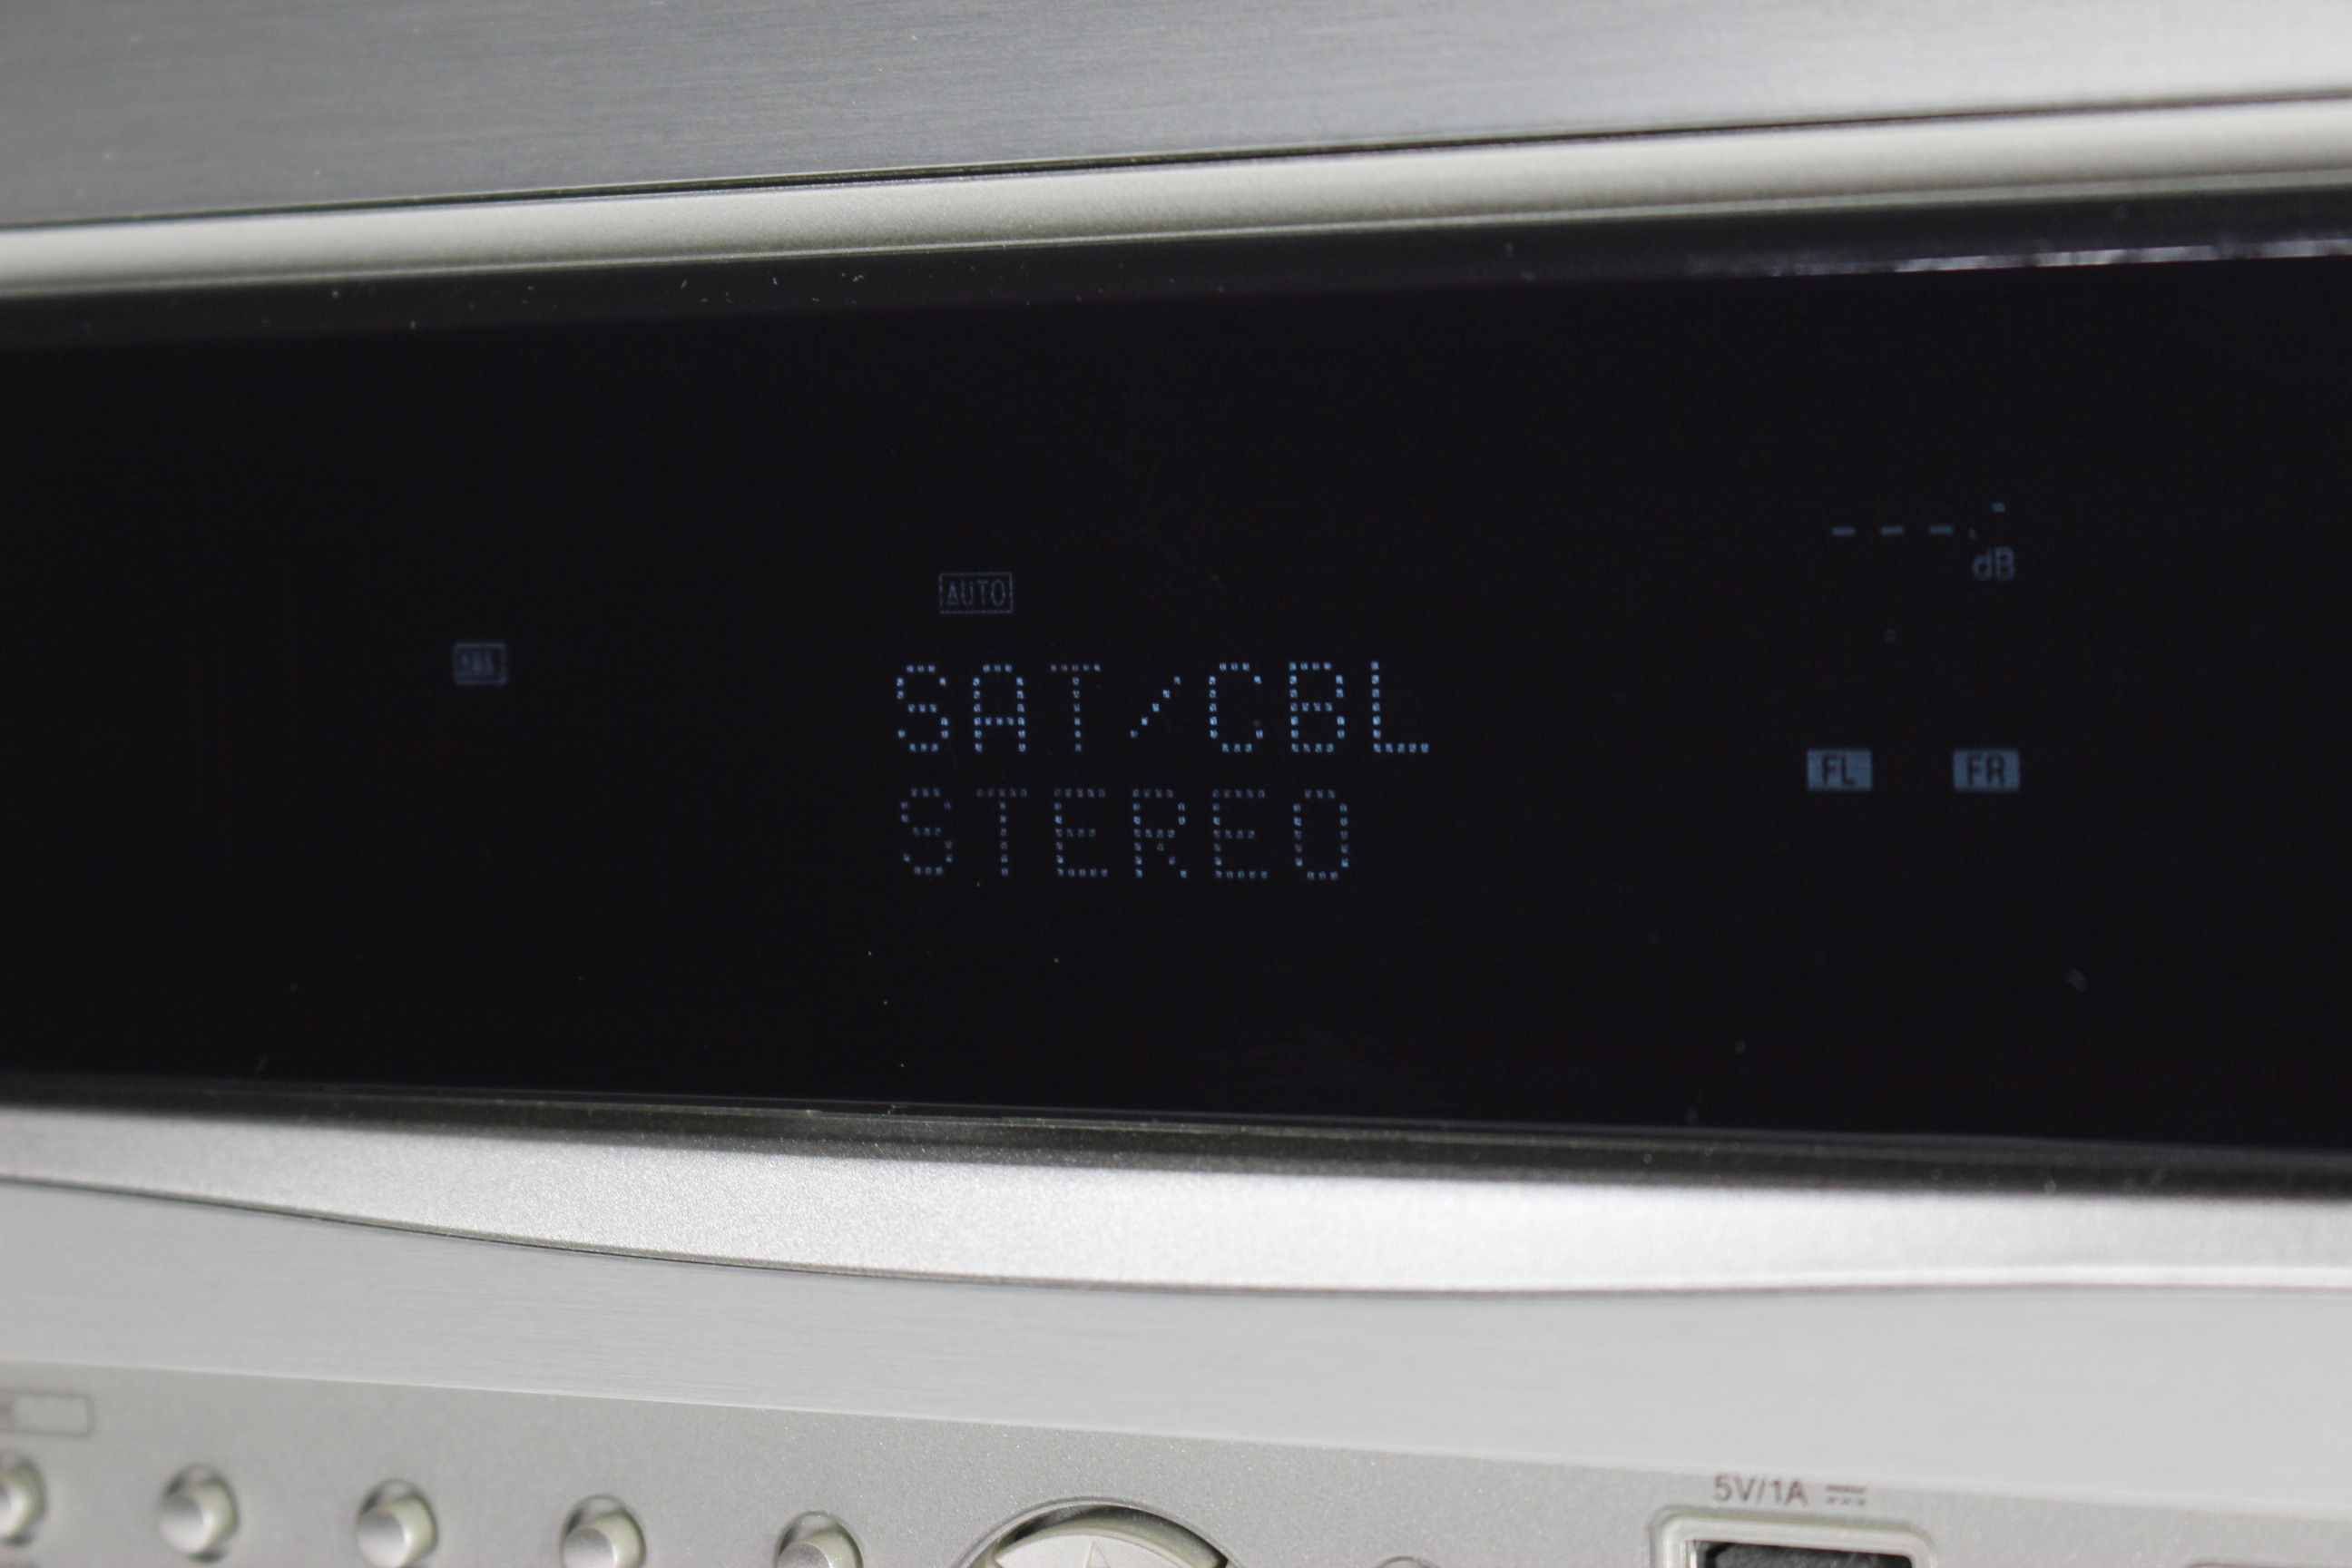 ---.-
dB
AUTO
SAT/CBL
STEREO
FL FR
5V/1A